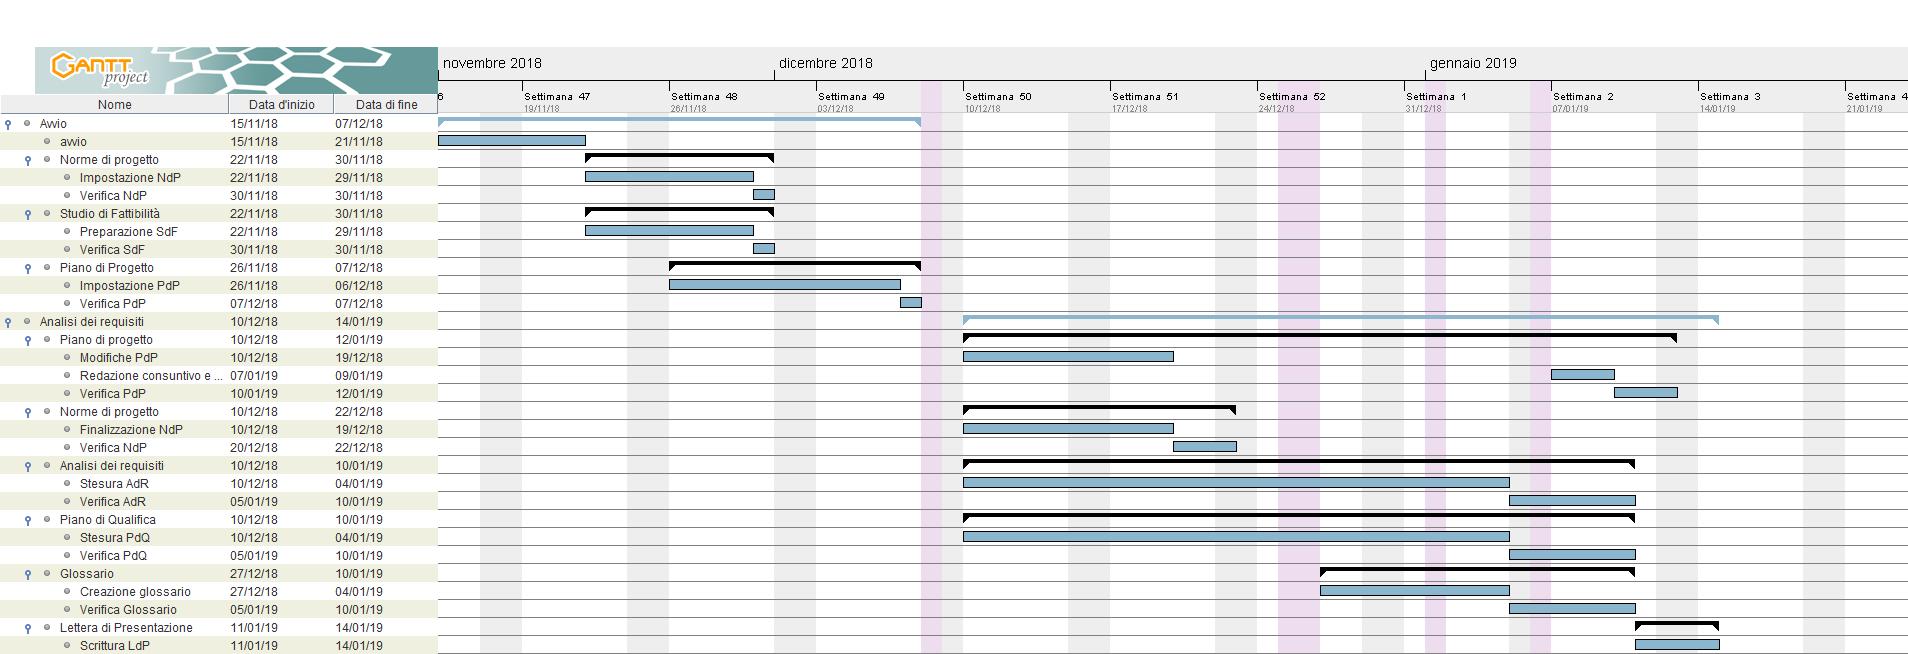 GANTT project
novembre 2018
dicembre 2018
gennaio 2019
Nome Data d'inizio Data di fine
6 Settimana 47 Settimana 48 Settimana 49 Settimana 50 Settimana 51 Settimana 52 Settimana 1 Settimana 2 Settimana 3 Settimana 4
19/11/18 26/11/18 03/12/18 10/12/18 17/12/18 24/12/18 31/12/18 07/01/19 14/01/19 21/01/19
Avvio 15/11/18 07/12/18
avvio 15/11/18 21/11/18
Norme di progetto 22/11/18 30/11/18
Impostazione NdP 22/11/18 29/11/18
Verifica NdP 30/11/18 30/11/18
Studio di Fattibilità 22/11/18 30/11/18
Preparazione SdF 22/11/18 29/11/18
Verifica SdF 30/11/18 30/11/18
Piano di Progetto 26/11/18 07/12/18
Impostazione PdP 26/11/18 06/12/18
Verifica PdP 07/12/18 07/12/18
Analisi dei requisiti 10/12/18 14/01/19
Piano di progetto 10/12/18 12/01/19
Modifiche PdP 10/12/18 19/12/18
Redazione consuntivo e ... 07/01/19 09/01/19
Verifica PdP 10/01/19 12/01/19
Norme di progetto 10/12/18 22/12/18
Finalizzazione NdP 10/12/18 19/12/18
Verifica NdP 20/12/18 22/12/18
Analisi dei requisiti 10/12/18 10/01/19
Stesura AdR 10/12/18 04/01/19
Verifica AdR 05/01/19 10/01/19
Piano di Qualifica 10/12/18 10/01/19
Stesura PdQ 10/12/18 04/01/19
Verifica PdQ 05/01/19 10/01/19
Glossario 27/12/18 10/01/19
Creazione glossario 27/12/18 04/01/19
Verifica Glossario 05/01/19 10/01/19
Lettera di Presentazione 11/01/19 14/01/19
Scrittura LdP 11/01/19 14/01/19